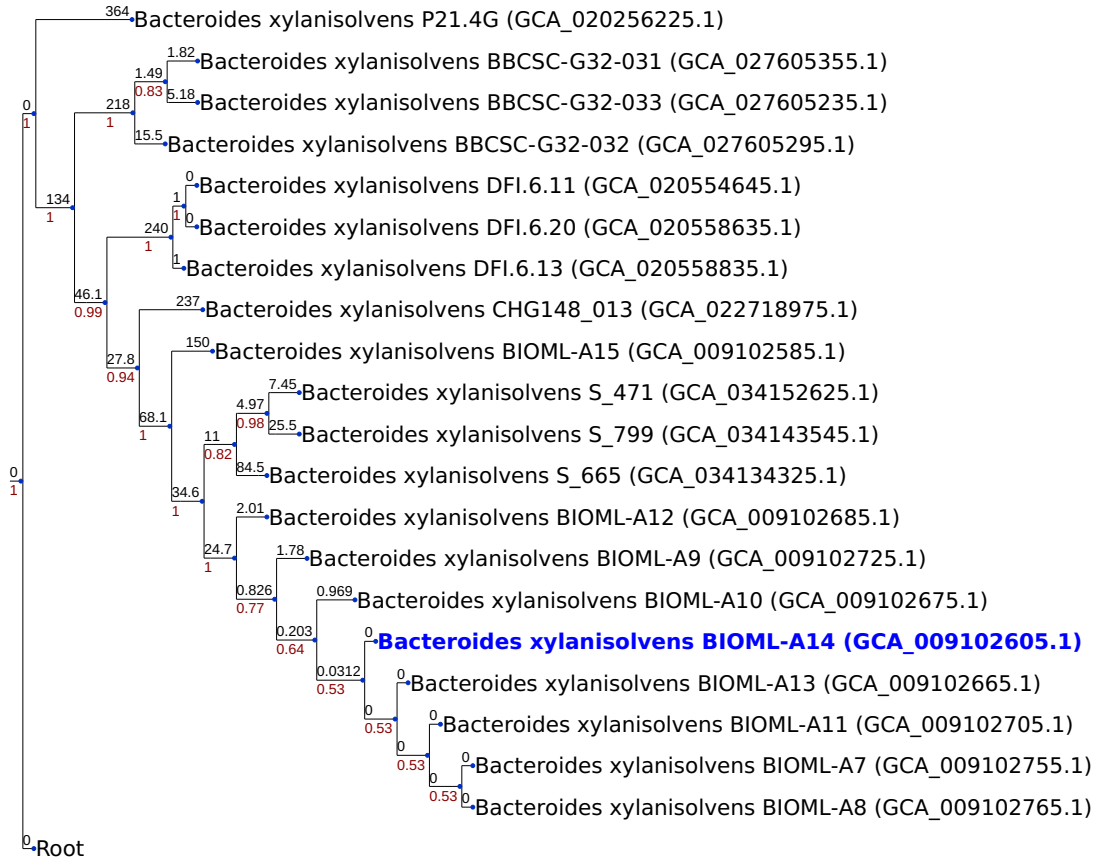 364 Bacteroides xylanisolvens P21.4G (GCA_020256225.1)
1.82 Bacteroides xylanisolvens BBCSC-G32-031 (GCA_027605355.1)
1.49
0.83
5.18 Bacteroides xylanisolvens BBCSC-G32-033 (GCA_027605235.1)
0
1
218
1
15.5 Bacteroides xylanisolvens BBCSC-G32-032 (GCA_027605295.1)
0 Bacteroides xylanisolvens DFI.6.11 (GCA_020554645.1)
134
1
1
1
0 Bacteroides xylanisolvens DFI.6.20 (GCA_020558635.1)
240
1
1 Bacteroides xylanisolvens DFI.6.13 (GCA_020558835.1)
46.1
0.99
237 Bacteroides xylanisolvens CHG148_013 (GCA_022718975.1)
150 Bacteroides xylanisolvens BIOML-A15 (GCA_009102585.1)
27.8
0.94
7.45 Bacteroides xylanisolvens S_471 (GCA_034152625.1)
4.97
0.98
68.1
1
25.5 Bacteroides xylanisolvens S_799 (GCA_034143545.1)
11
0.82
84.5 Bacteroides xylanisolvens S_665 (GCA_034134325.1)
0
1
34.6
1
2.01 Bacteroides xylanisolvens BIOML-A12 (GCA_009102685.1)
24.7
1
1.78 Bacteroides xylanisolvens BIOML-A9 (GCA_009102725.1)
0.826
0.77
0.969 Bacteroides xylanisolvens BIOML-A10 (GCA_009102675.1)
0.203
0.64
0 Bacteroides xylanisolvens BIOML-A14 (GCA_009102605.1)
0.0312
0.53
0 Bacteroides xylanisolvens BIOML-A13 (GCA_009102665.1)
0
0.53
0 Bacteroides xylanisolvens BIOML-A11 (GCA_009102705.1)
0
0.53
0 Bacteroides xylanisolvens BIOML-A7 (GCA_009102755.1)
0
0.53
0 Bacteroides xylanisolvens BIOML-A8 (GCA_009102765.1)
0 Root